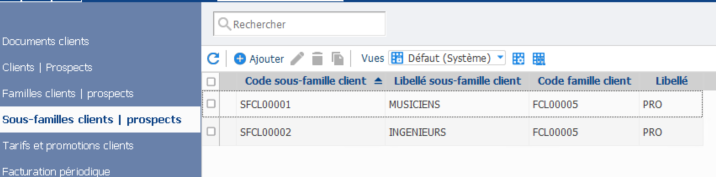 Rechercher
Documents clients
Clients | Prospects
Familles clients | prospects
Sous-familles clients | prospects
Tarifs et promotions clients
Facturation périodique
Ajouter Vues Défaut (Système)
Code sous-famille client Libellé sous-famille client Code famille client Libellé
SFCL00001 MUSICIENS FCL00005 PRO
SFCL00002 INGENIEURS FCL00005 PRO